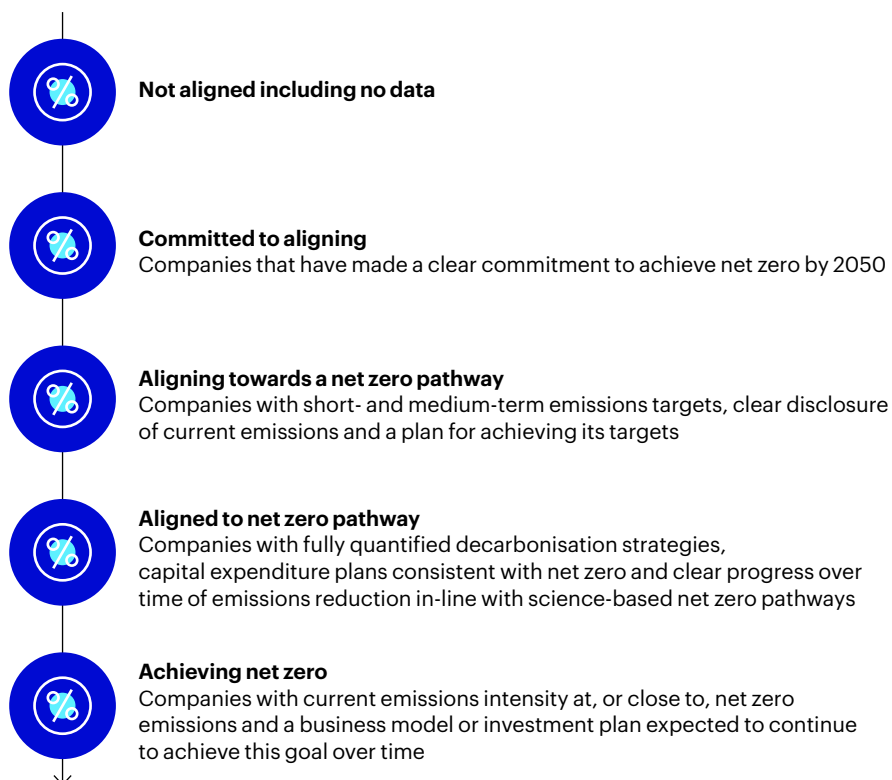 Not aligned including no data
Committed to aligning
Companies that have made a clear commitment to achieve net zero by 2050
Aligning towards a net zero pathway
Companies with short- and medium-term emissions targets, clear disclosure
of current emissions and a plan for achieving its targets
Aligned to net zero pathway
Companies with fully quantified decarbonisation strategies,
capital expenditure plans consistent with net zero and clear progress over
time of emissions reduction in-line with science-based net zero pathways
Achieving net zero
Companies with current emissions intensity at, or close to, net zero
emissions and a business model or investment plan expected to continue
to achieve this goal over time